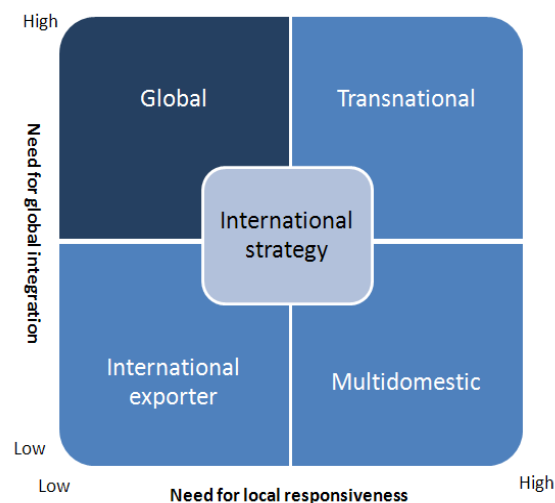 High
Global
Transnational
Need for global integration
International
strategy
International
exporter
Multidomestic
Low
Low
High
Need for local responsiveness